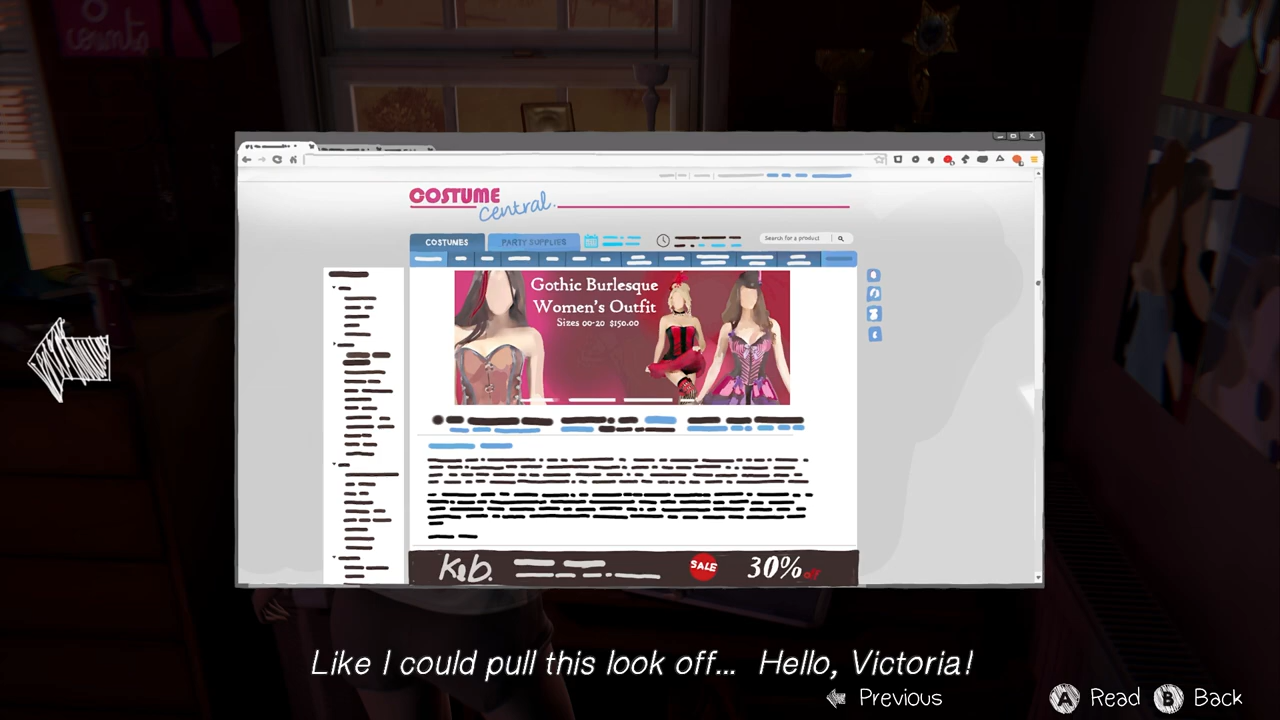 counts
COSTUME
central.
COSTUMES
PARTY SUPPLIES
Search for a product
Gothic Burlesque
Women's Outfit
Sizes 00-20 $150.00
SALE
30% off
Like I could pull this look off... Hello, Victoria!
Previous
A Read
B Back